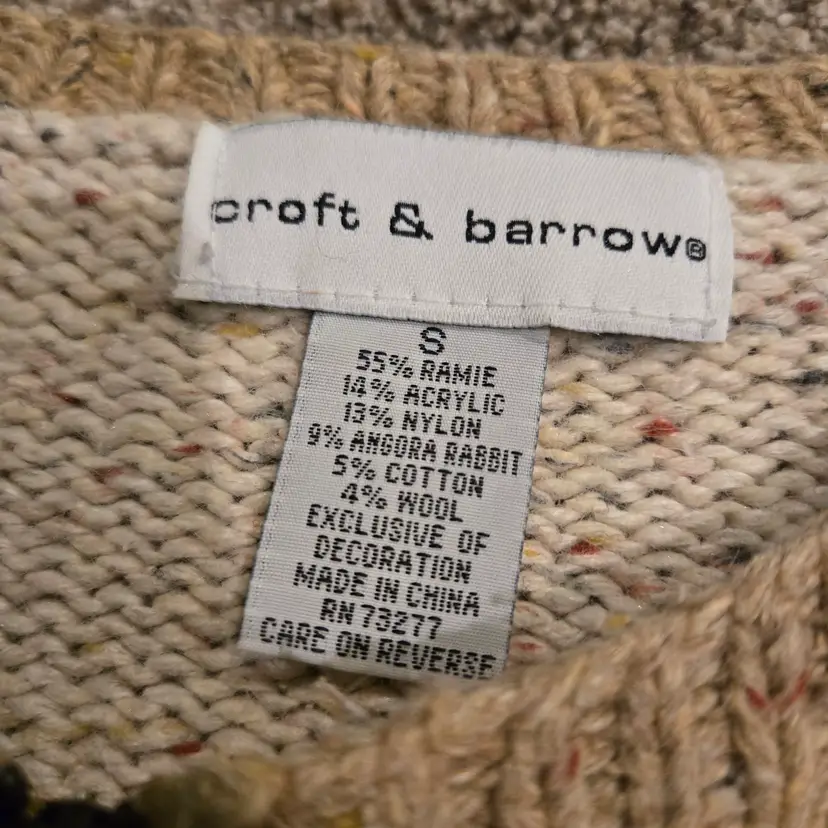 croft & barrow®
S
55% RAMIE
14% ACRYLIC
13% NYLON
9% ANGORA RABBIT
5% COTTON
4% WOOL
EXCLUSIVE OF
DECORATION
MADE IN CHINA
RN 73277
CARE ON REVERSE